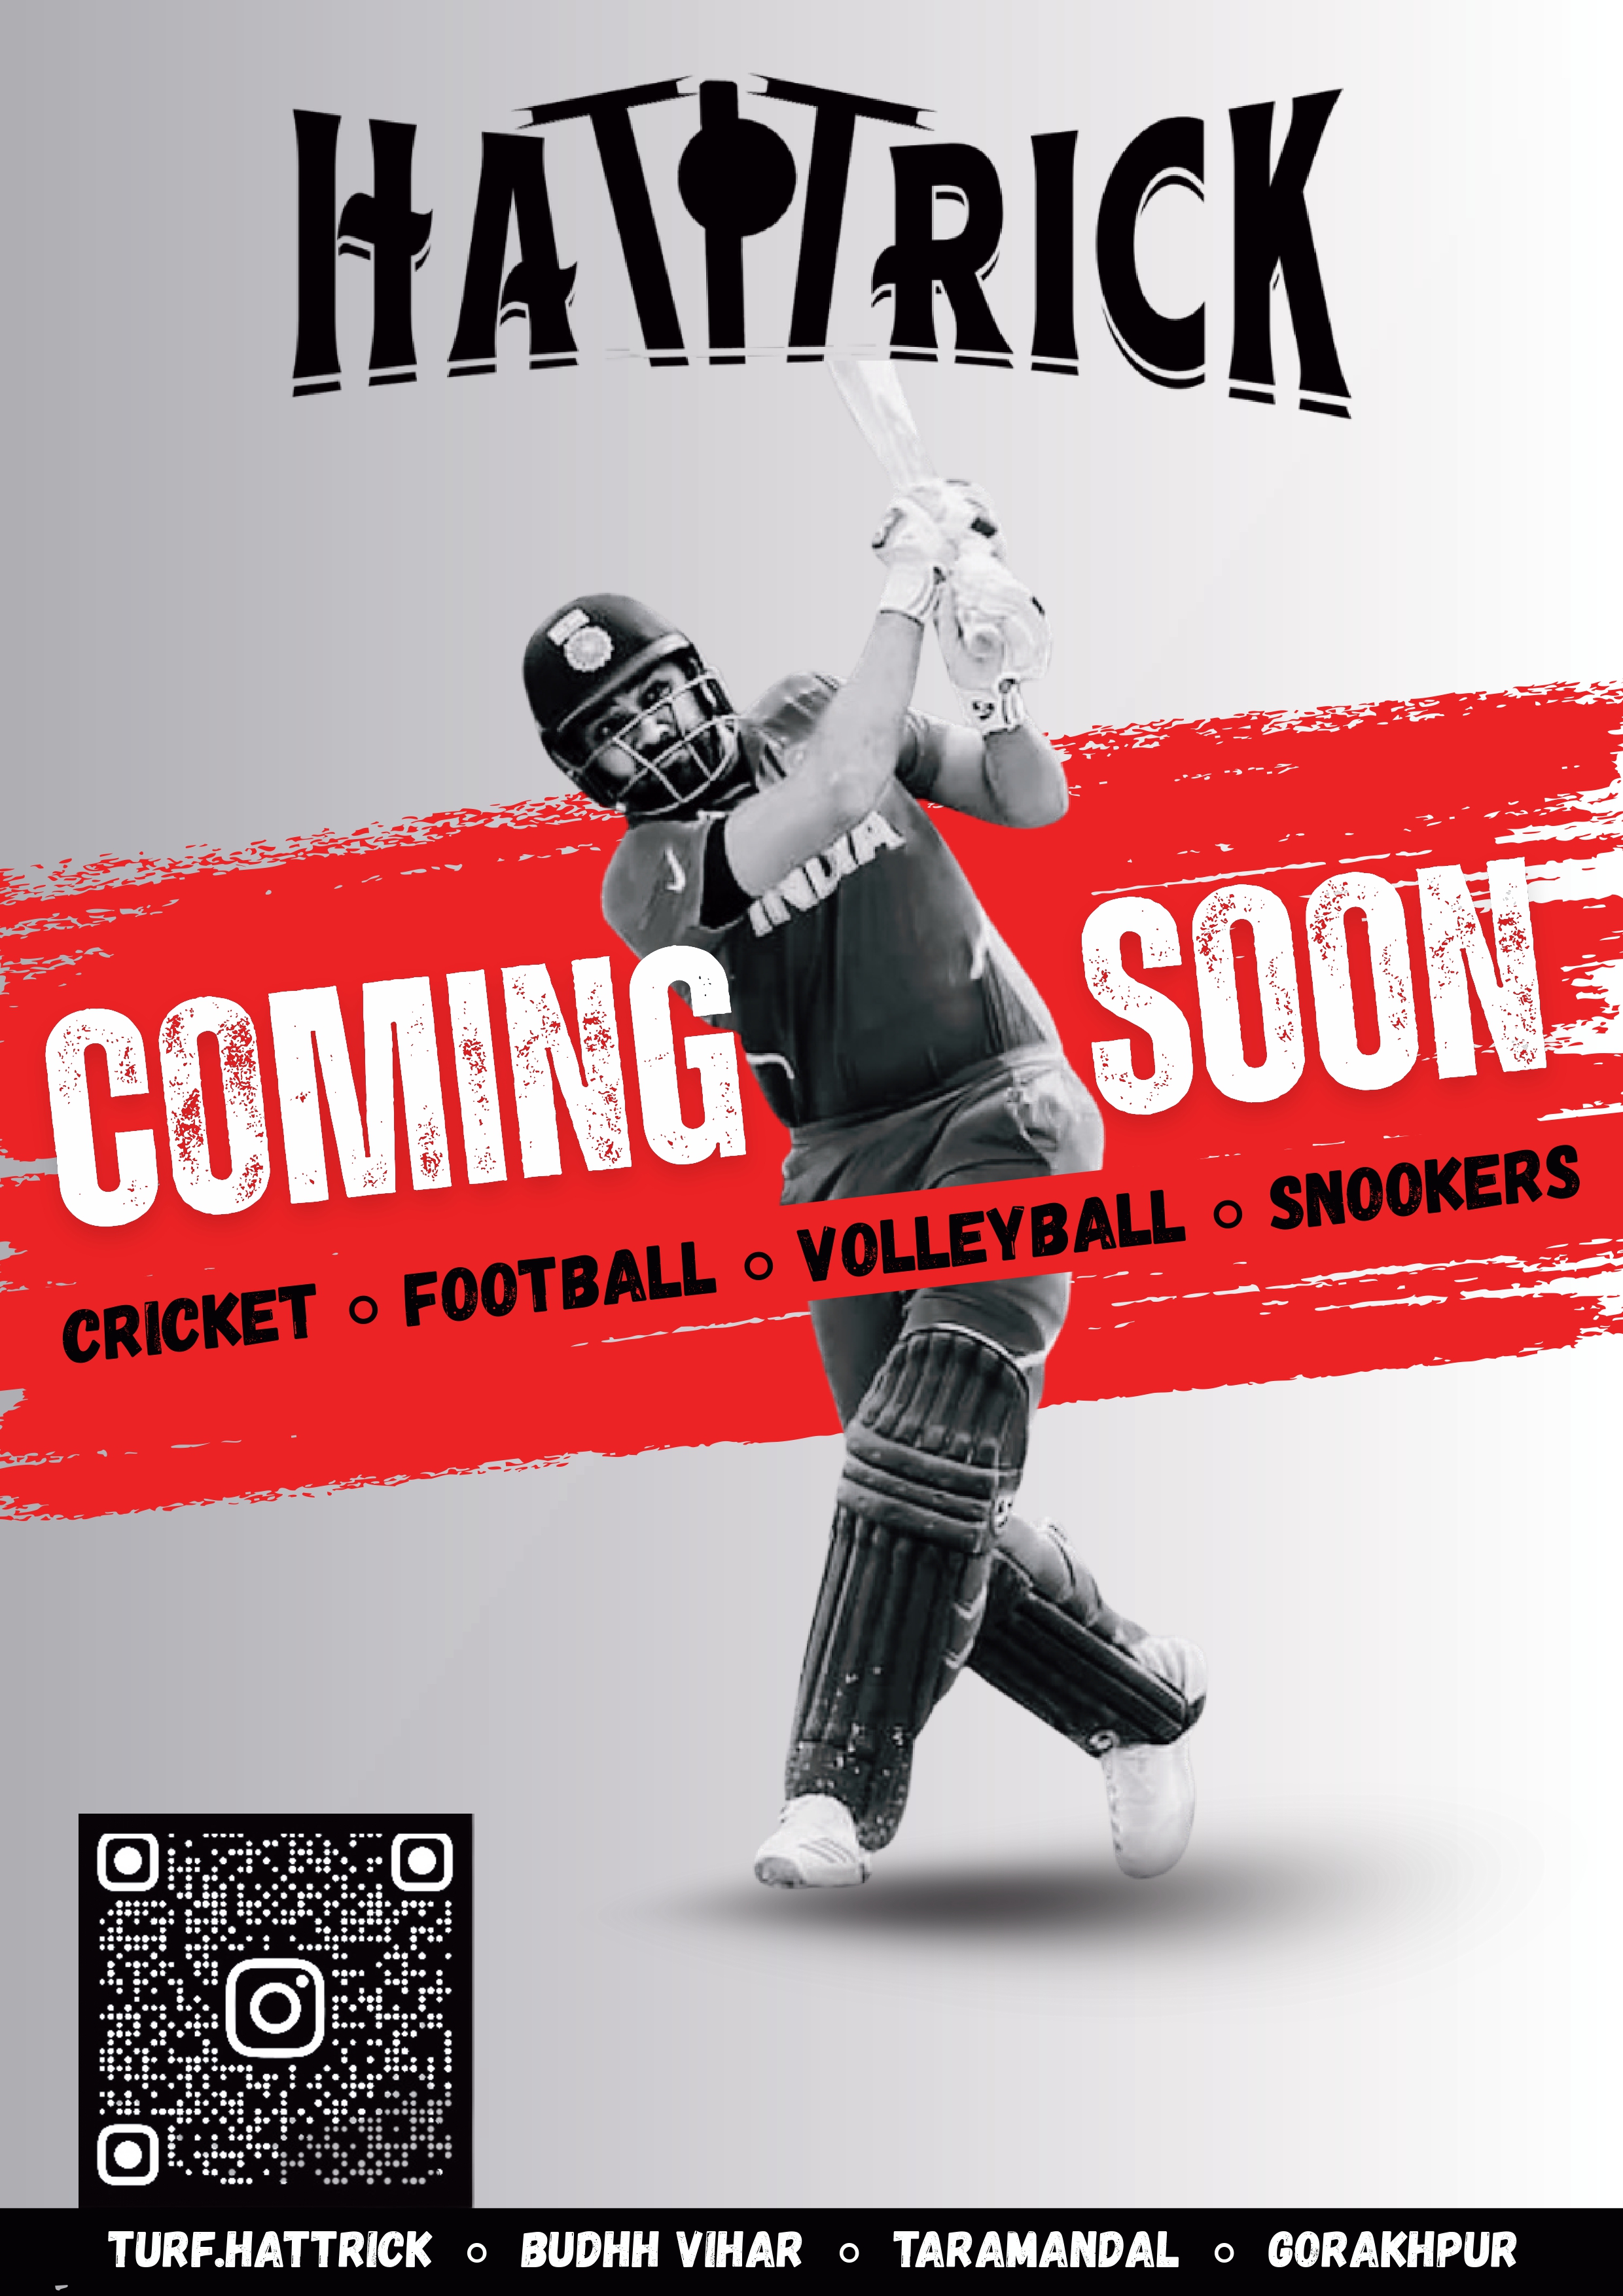 HATTRICK
INDIA
COMING SOON
CRICKET ○ FOOTBALL ○ VOLLEYBALL ○ SNOOKERS
TURF.HATTRICK ○ BUDHH VIHAR ○ TARAMANDAL ○ GORAKHPUR